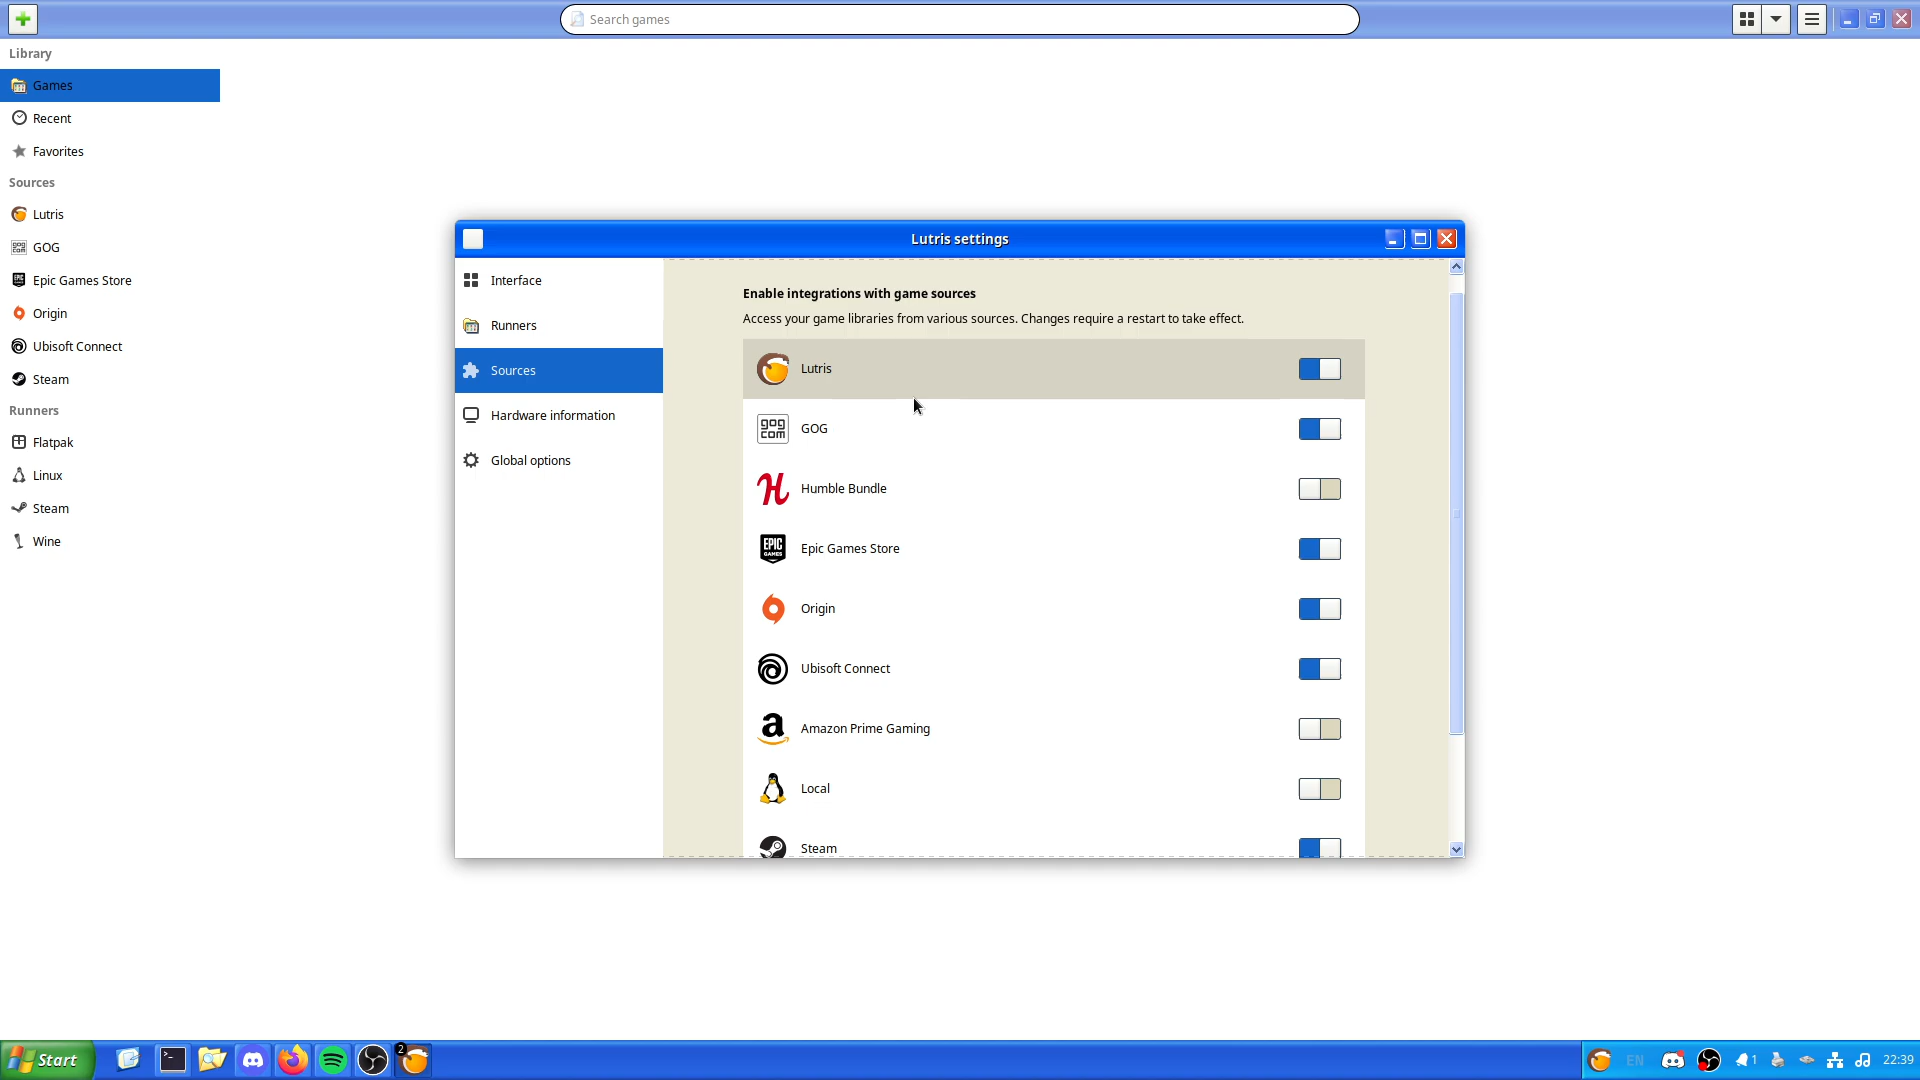 Search games
Library
Games
Recent
Favorites
Sources
Lutris
GOG
Epic Games Store
Origin
Ubisoft Connect
Steam
Runners
Flatpak
Linux
Steam
Wine
Lutris settings
Interface
Runners
Sources
Hardware information
Global options
Enable integrations with game sources
Access your game libraries from various sources. Changes require a restart to take effect.
Lutris
GOG
Humble Bundle
Epic Games Store
Origin
Ubisoft Connect
Amazon Prime Gaming
Local
Steam
Start
2
EN
1
22:39